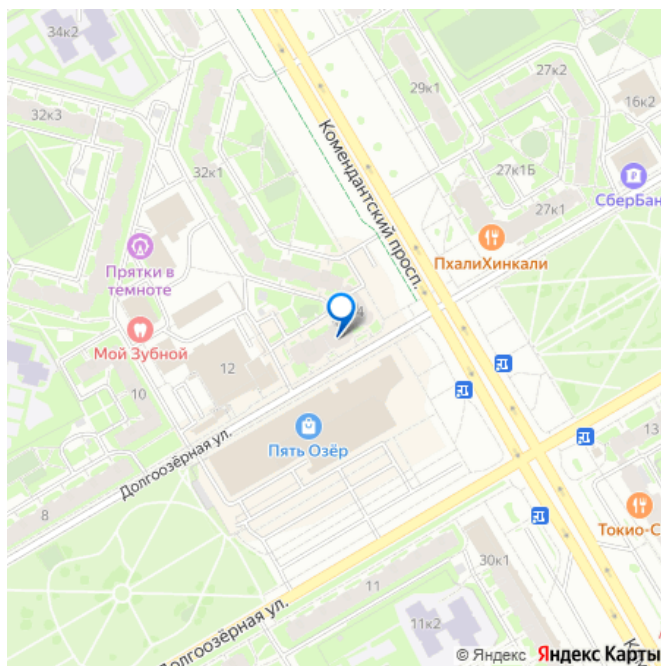 34к2
27к2
29к1
32к3
16к2
32к1
Комендантский просп.
27к1Б
СберБан
27к1
ПхалиХинкали
Прятки в
темноте
4
Мой Зубной
12
10
Пять Озёр
13
Долгоозёрная ул.
8
Токио-С
30к1
11
11к2
Долгоозёрная ул.
© Яндекс Яндекс Карты